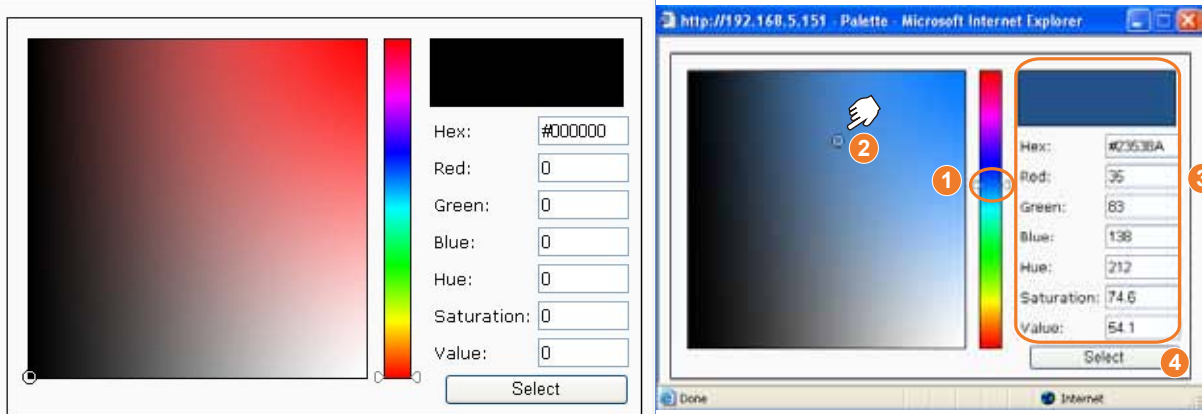 Hex: #000000
Red: 0
Green: 0
Blue: 0
Hue: 0
Saturation: 0
Value: 0
Select
http://192.168.5.151 - Palette - Microsoft Internet Explorer
2
Hex: #23538A
1
Red: 35
3
Green: 83
Blue: 138
Hue: 212
Saturation: 74.6
Value: 54.1
Select
4
Done
Internet